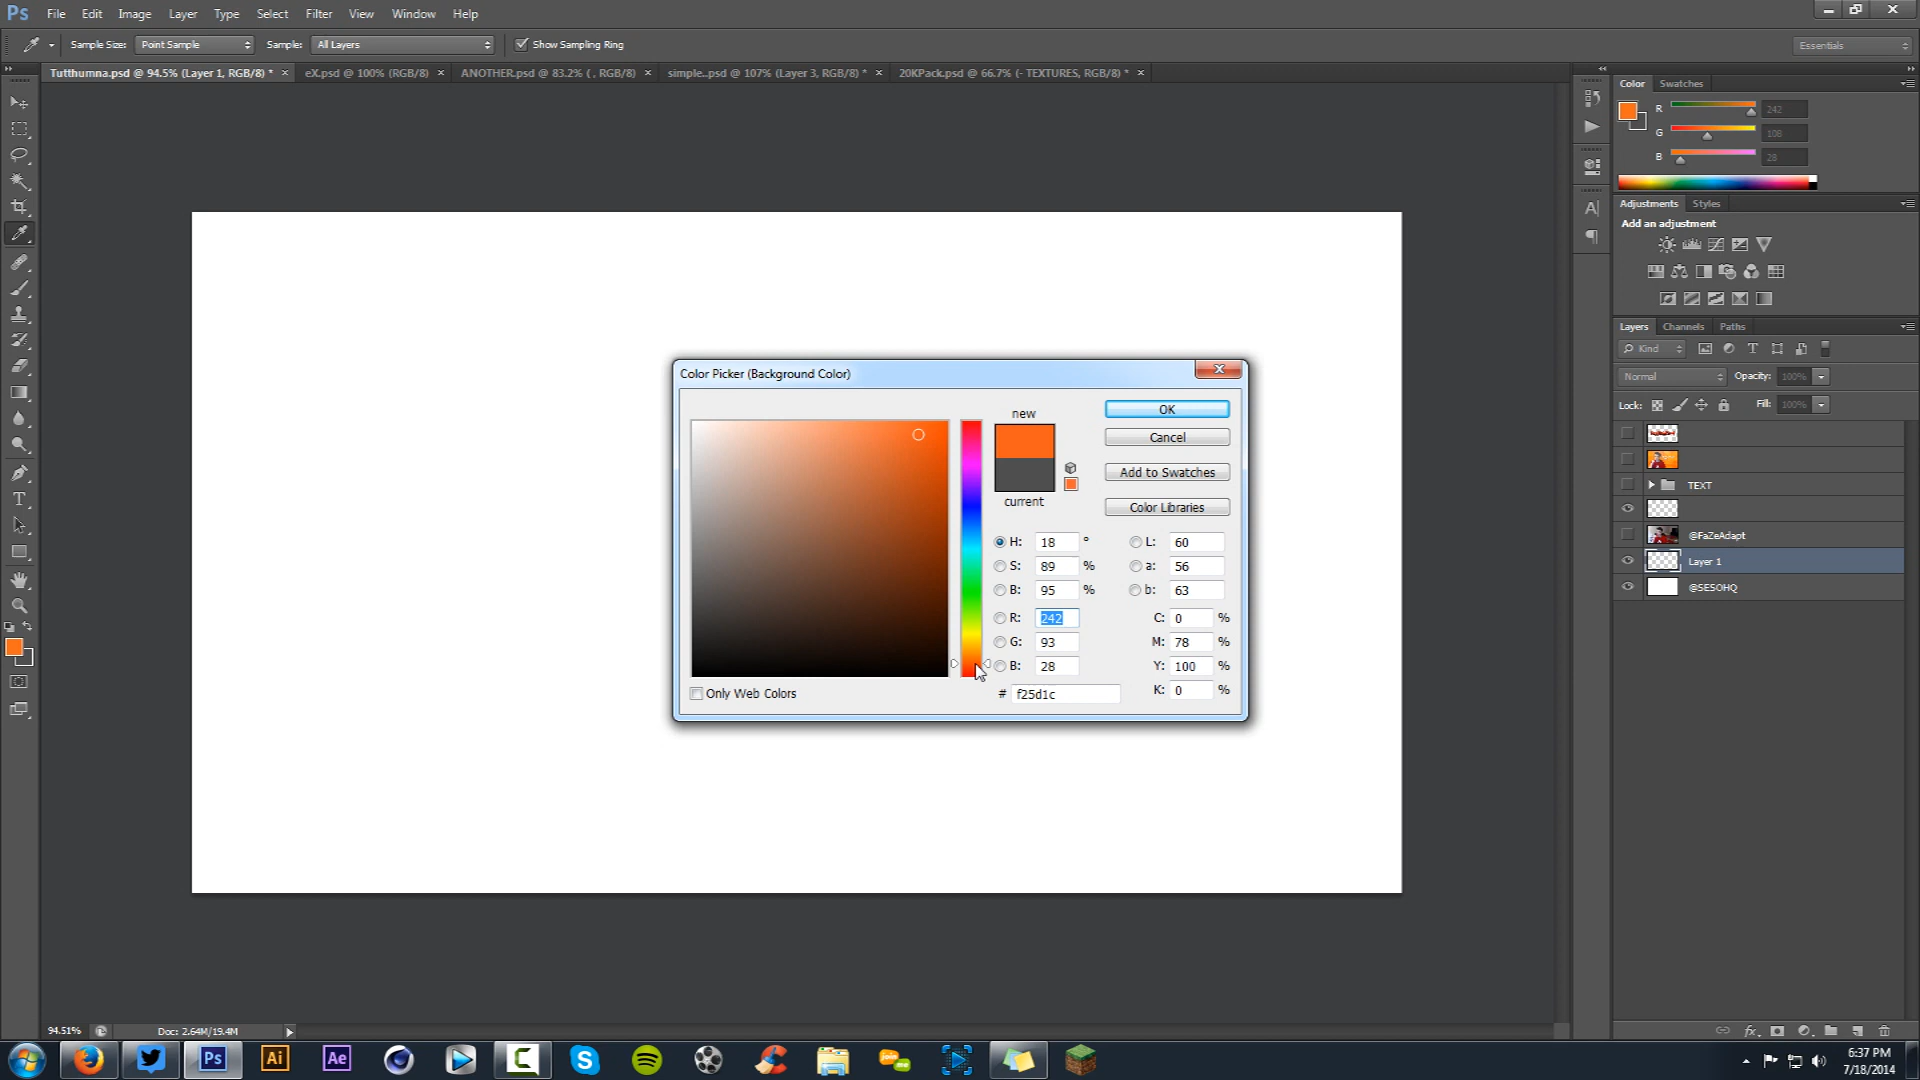 Ps File Edit Image Layer Type Select Filter View Window Help
Sample Size: Point Sample Sample: All Layers Show Sampling Ring Essentials
Tutthumna.psd @ 94.5% (Layer 1, RGB/8) * eX.psd @ 100% (RGB/8) ANOTHER.psd @ 83.2% ( , RGB/8) simple..psd @ 107% (Layer 3, RGB/8) * 20KPack.psd @ 66.7% (- TEXTURES, RGB/8) *
Color Swatches
R 242
G 108
B 28
Adjustments Styles
Add an adjustment
Layers Channels Paths
Kind
Normal Opacity: 100%
Lock: Fill: 100%
TEXT
@FaZeAdapt
Layer 1
@SESOHQ
Color Picker (Background Color)
new
current
OK
Cancel
Add to Swatches
Color Libraries
H: 18 ° L: 60
S: 89 % a: 56
B: 95 % b: 63
R: 242 C: 0 %
G: 93 M: 78 %
B: 28 Y: 100 %
# f25d1c K: 0 %
Only Web Colors
94.51% Doc: 2.64M/19.4M
Ps Ai Ae C S
join me
6:37 PM
7/18/2014